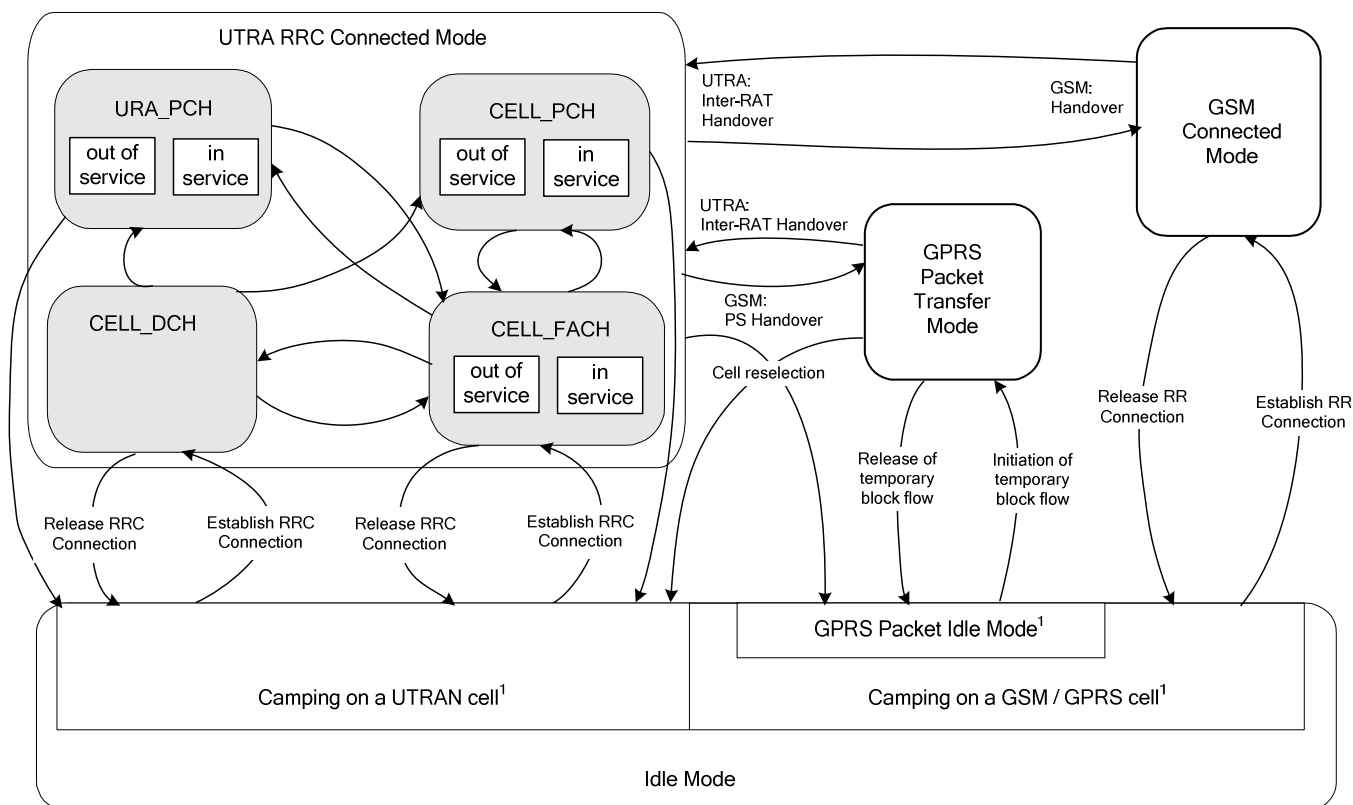 UTRA RRC Connected Mode
URA_PCH
out of
service
in
service
CELL_PCH
out of
service
in
service
CELL_DCH
CELL_FACH
out of
service
in
service
UTRA:
Inter-RAT
Handover
GSM:
Handover
GSM
Connected
Mode
UTRA:
Inter-RAT Handover
GPRS
Packet
Transfer
Mode
GSM:
PS Handover
Cell reselection
Release RRC
Connection
Establish RRC
Connection
Release RRC
Connection
Establish RRC
Connection
Release of
temporary
block flow
Initiation of
temporary
block flow
Release RR
Connection
Establish RR
Connection
GPRS Packet Idle Mode¹
Camping on a UTRAN cell¹
Camping on a GSM / GPRS cell¹
Idle Mode